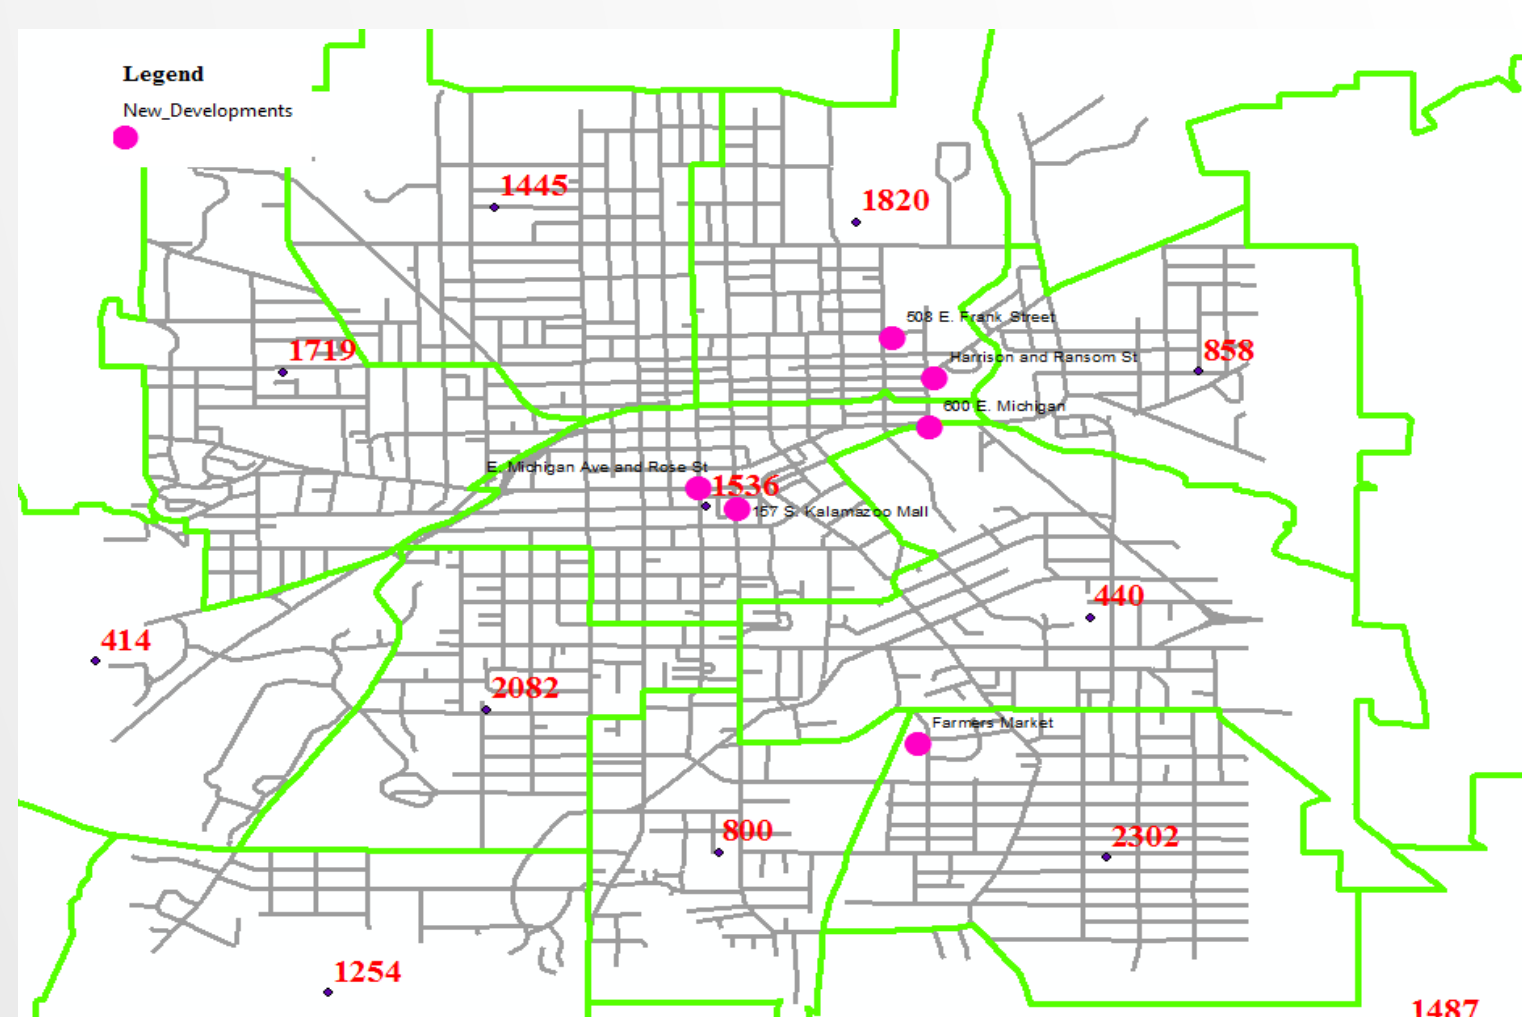 Legend
New_Developments
1445
1820
508 E. Frank Street
1719
Harrison and Ransom St
858
600 E. Michigan
E. Michigan Ave and Rose St
1536
157 S. Kalamazoo Mall
440
414
2082
Farmers Market
800
2302
1254
1487